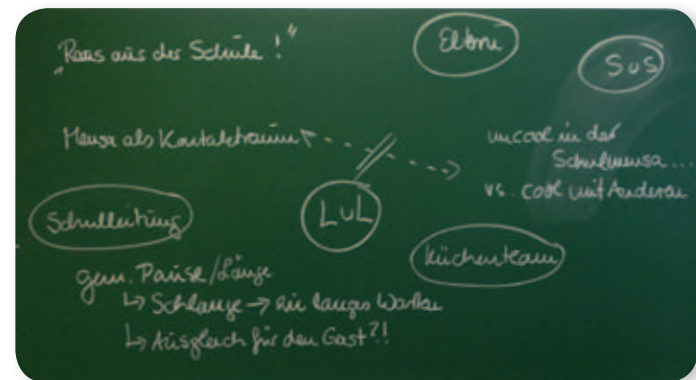 „Raus aus der Schule!“
Eltern
SuS
Mensa als Kontaktraum
uncool in der
Schulmensa...
vs. cool mit Anderen
Schulleitung
LuL
Küchenteam
gem. Pause/Länge
↳ Schlange → zu langes Warten
↳ Ausgleich für den Gast?!